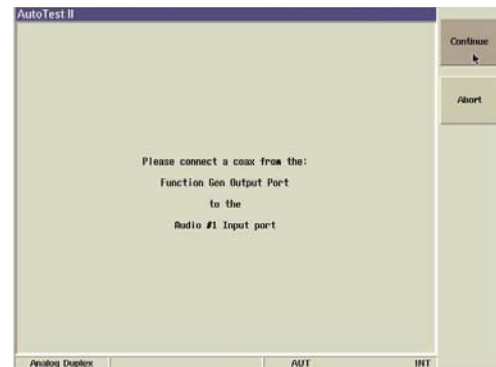 AutoTest II
Continue
Abort
Please connect a coax from the:
Function Gen Output Port
to the
Audio #1 Input port
Analog Duplex AUT INT